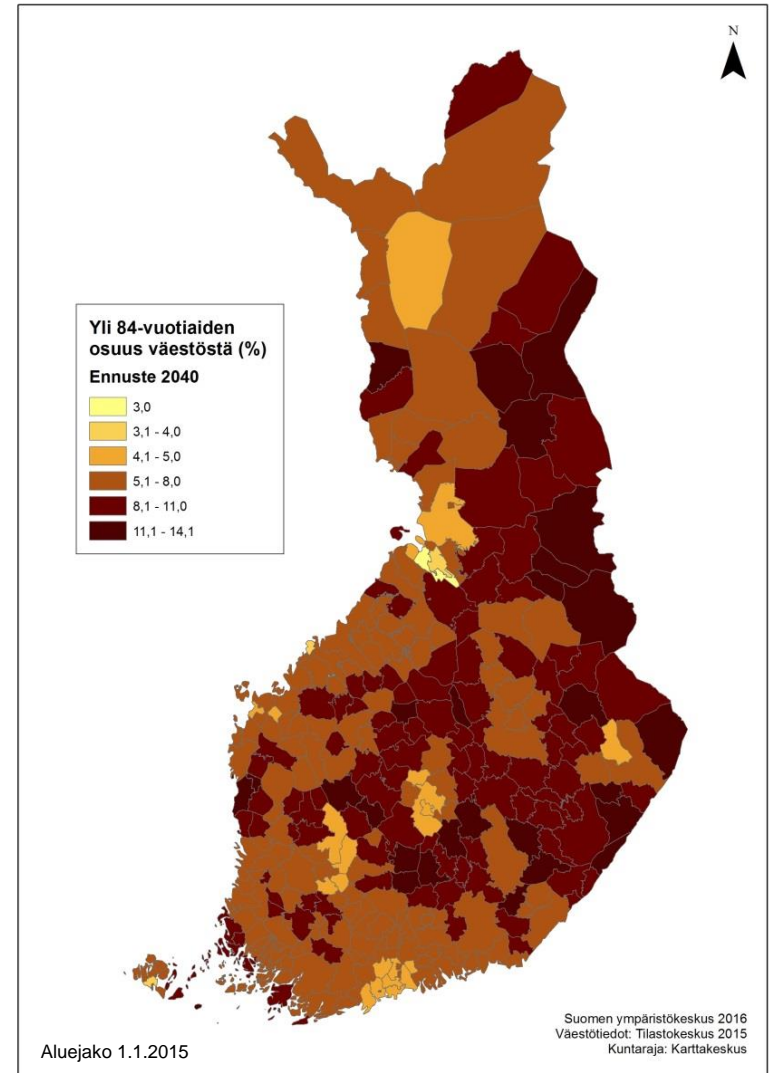 N
Yli 84-vuotiaiden
osuus väestöstä (%)
Ennuste 2040
3,0
3,1 - 4,0
4,1 - 5,0
5,1 - 8,0
8,1 - 11,0
11,1 - 14,1
Suomen ympäristökeskus 2016
Väestötiedot: Tilastokeskus 2015
Kuntaraja: Karttakeskus
Aluejako 1.1.2015